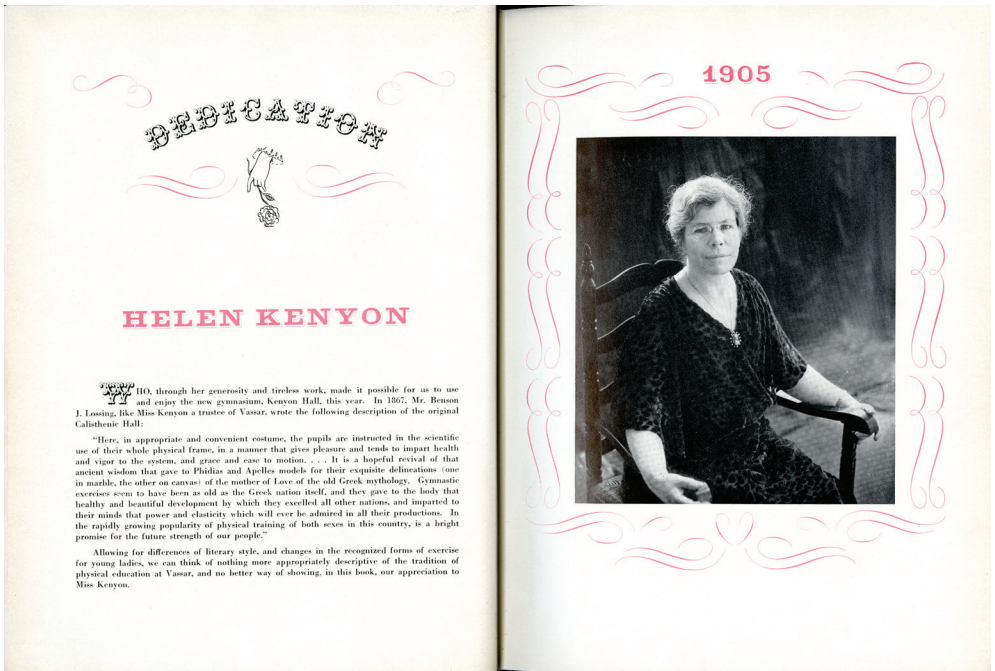 DEDICATION
HELEN KENYON
WHO, through her generosity and tireless work, made it possible for us to use
and enjoy the new gymnasium, Kenyon Hall, this year. In 1867, Mr. Benson
J. Lossing, like Miss Kenyon a trustee of Vassar, wrote the following description of the original
Calisthenic Hall:
"Here, in appropriate and convenient costume, the pupils are instructed in the scientific
use of their whole physical frame, in a manner that gives pleasure and tends to impart health
and vigor to the system, and grace and ease to motion. . . . It is a hopeful revival of that
ancient wisdom that gave to Phidias and Apelles models for their exquisite delineations (one
in marble, the other on canvas) of the mother of Love of the old Greek mythology. Gymnastic
exercises seem to have been as old as the Greek nation itself, and they gave to the body that
healthy and beautiful development by which they excelled all other nations, and imparted to
their minds that power and elasticity which will ever be admired in all their productions. In
the rapidly growing popularity of physical training of both sexes in this country, is a bright
promise for the future strength of our people."
Allowing for differences of literary style, and changes in the recognized forms of exercise
for young ladies, we can think of nothing more appropriately descriptive of the tradition of
physical education at Vassar, and no better way of showing, in this book, our appreciation to
Miss Kenyon.
1905